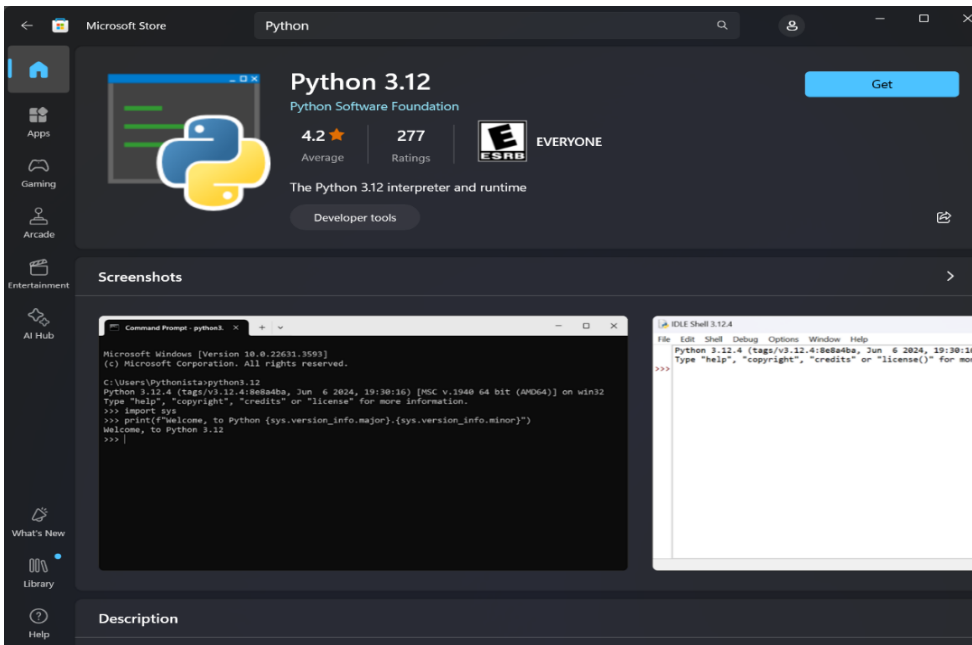 Microsoft Store
Python
Python 3.12
Get
Python Software Foundation
4.2
277
E
ESRB
EVERYONE
Average
Ratings
The Python 3.12 interpreter and runtime
Developer tools
Apps
Gaming
Arcade
Entertainment
AI Hub
What's New
Library
Help
Screenshots
Command Prompt - python3.
Microsoft Windows [Version 10.0.22631.3593]
(c) Microsoft Corporation. All rights reserved.
C:\Users\Pythonista>python3.12
Python 3.12.4 (tags/v3.12.4:8e8a4ba, Jun  6 2024, 19:30:16) [MSC v.1940 64 bit (AMD64)] on win32
Type "help", "copyright", "credits" or "license" for more information.
>>> import sys
>>> print(f"Welcome, to Python {sys.version_info.major}.{sys.version_info.minor}")
Welcome, to Python 3.12
>>>
IDLE Shell 3.12.4
File Edit Shell Debug Options Window Help
Python 3.12.4 (tags/v3.12.4:8e8a4ba, Jun  6 2024, 19:30:16
Type "help", "copyright", "credits" or "license()" for mo
>>>
Description